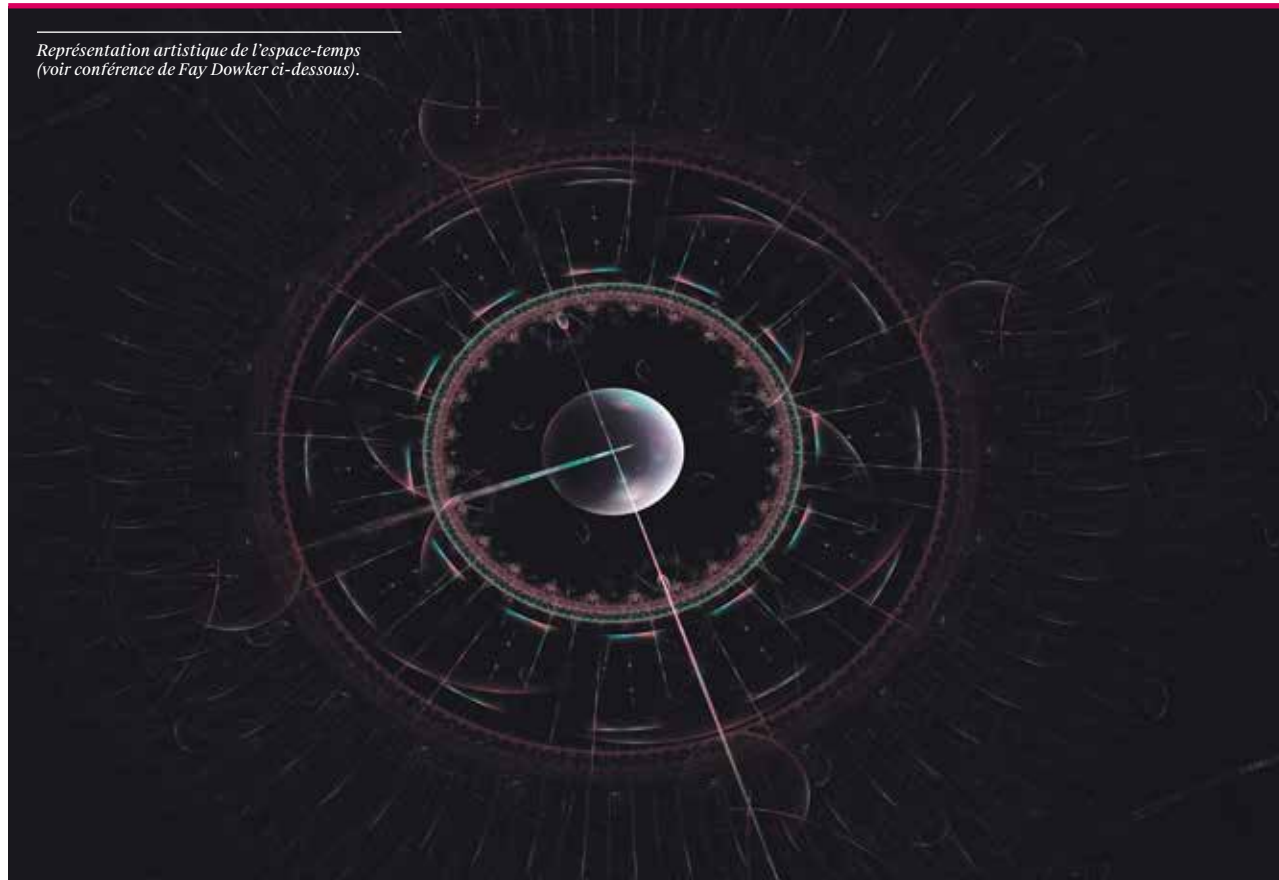 Représentation artistique de l’espace-temps
(voir conférence de Fay Dowker ci-dessous).